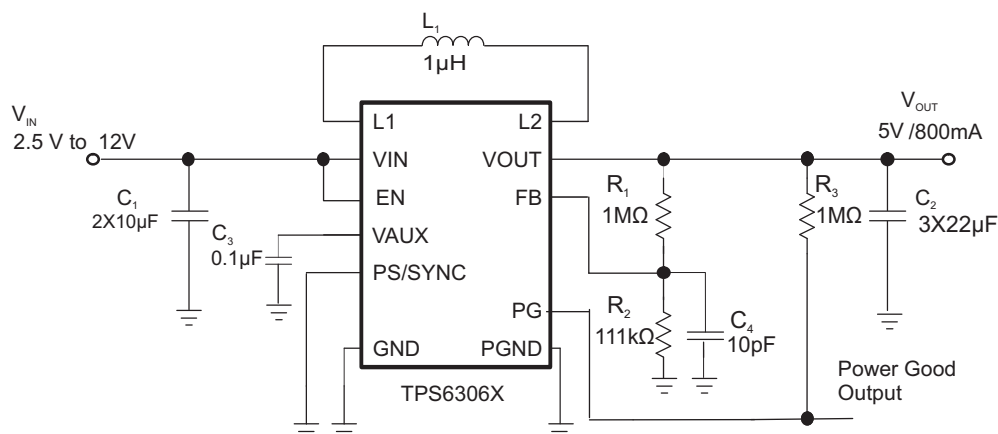 L₁
1µH
V_IN
2.5 V to 12V
V_OUT
5V /800mA
L1
L2
VIN
VOUT
EN
FB
VAUX
PS/SYNC
PG
GND
PGND
TPS6306X
C₁
2X10µF
C₃
0.1µF
R₁
1MΩ
R₃
1MΩ
C₂
3X22µF
R₂
111kΩ
C₄
10pF
Power Good
Output